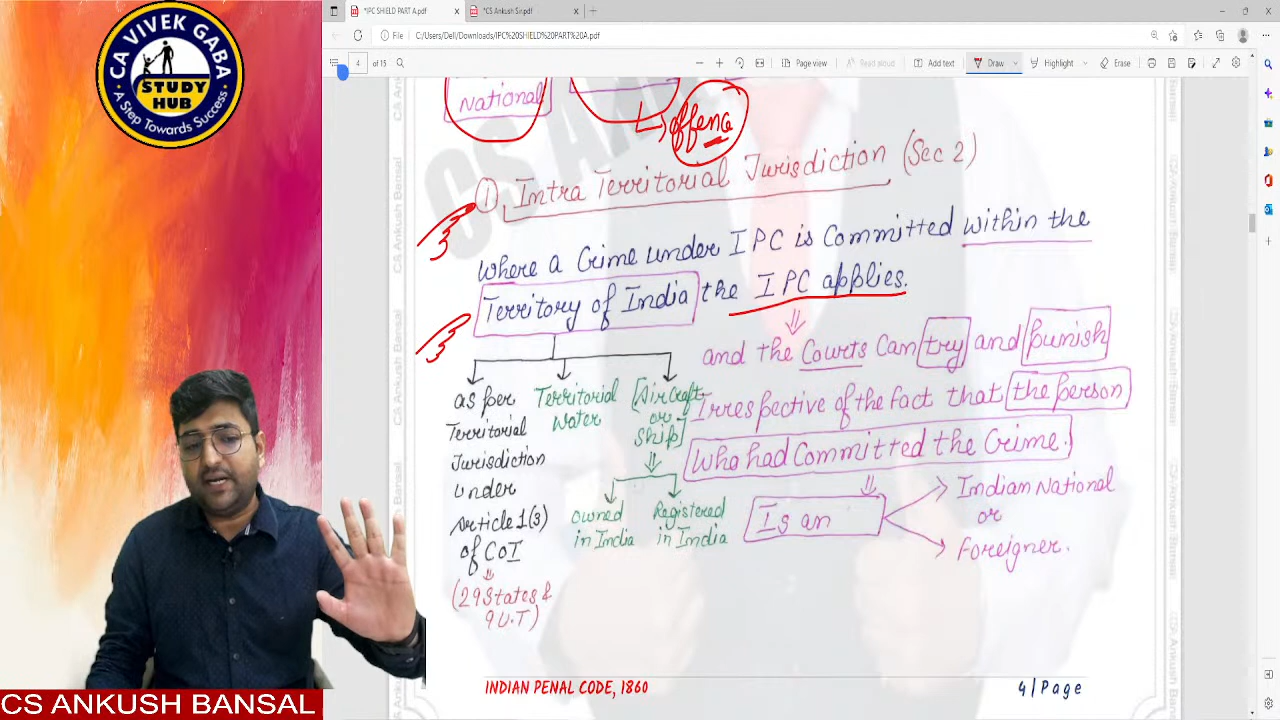 *IPC SHIELD PART A.pdf
*CS Ankush Sir.pdf
File
C:/Users/Dell/Downloads/IPC%20SHIELD%20PART%20A.pdf
4 of 15
Page view
Read aloud
Add text
Draw
Highlight
Erase
CA VIVEK GABA
STUDY
HUB
A Step Towards Success
National
offence
① Intra Territorial Jurisdiction (Sec 2)
Where a Crime under IPC is Committed within the
Territory of India the IPC applies.
and the Courts Can try and punish
Irrespective of the fact that the person
Who had Committed the Crime.
Is an
Indian National
or
Foreigner.
as per
Territorial
Jurisdiction
Under
Article 1(3)
of CoI
(29 States &
9 U.T)
Territorial
Water
[Aircraft
or
Ship]
Owned
in India
Registered
in India
INDIAN PENAL CODE, 1860
4 | Page
CS ANKUSH BANSAL